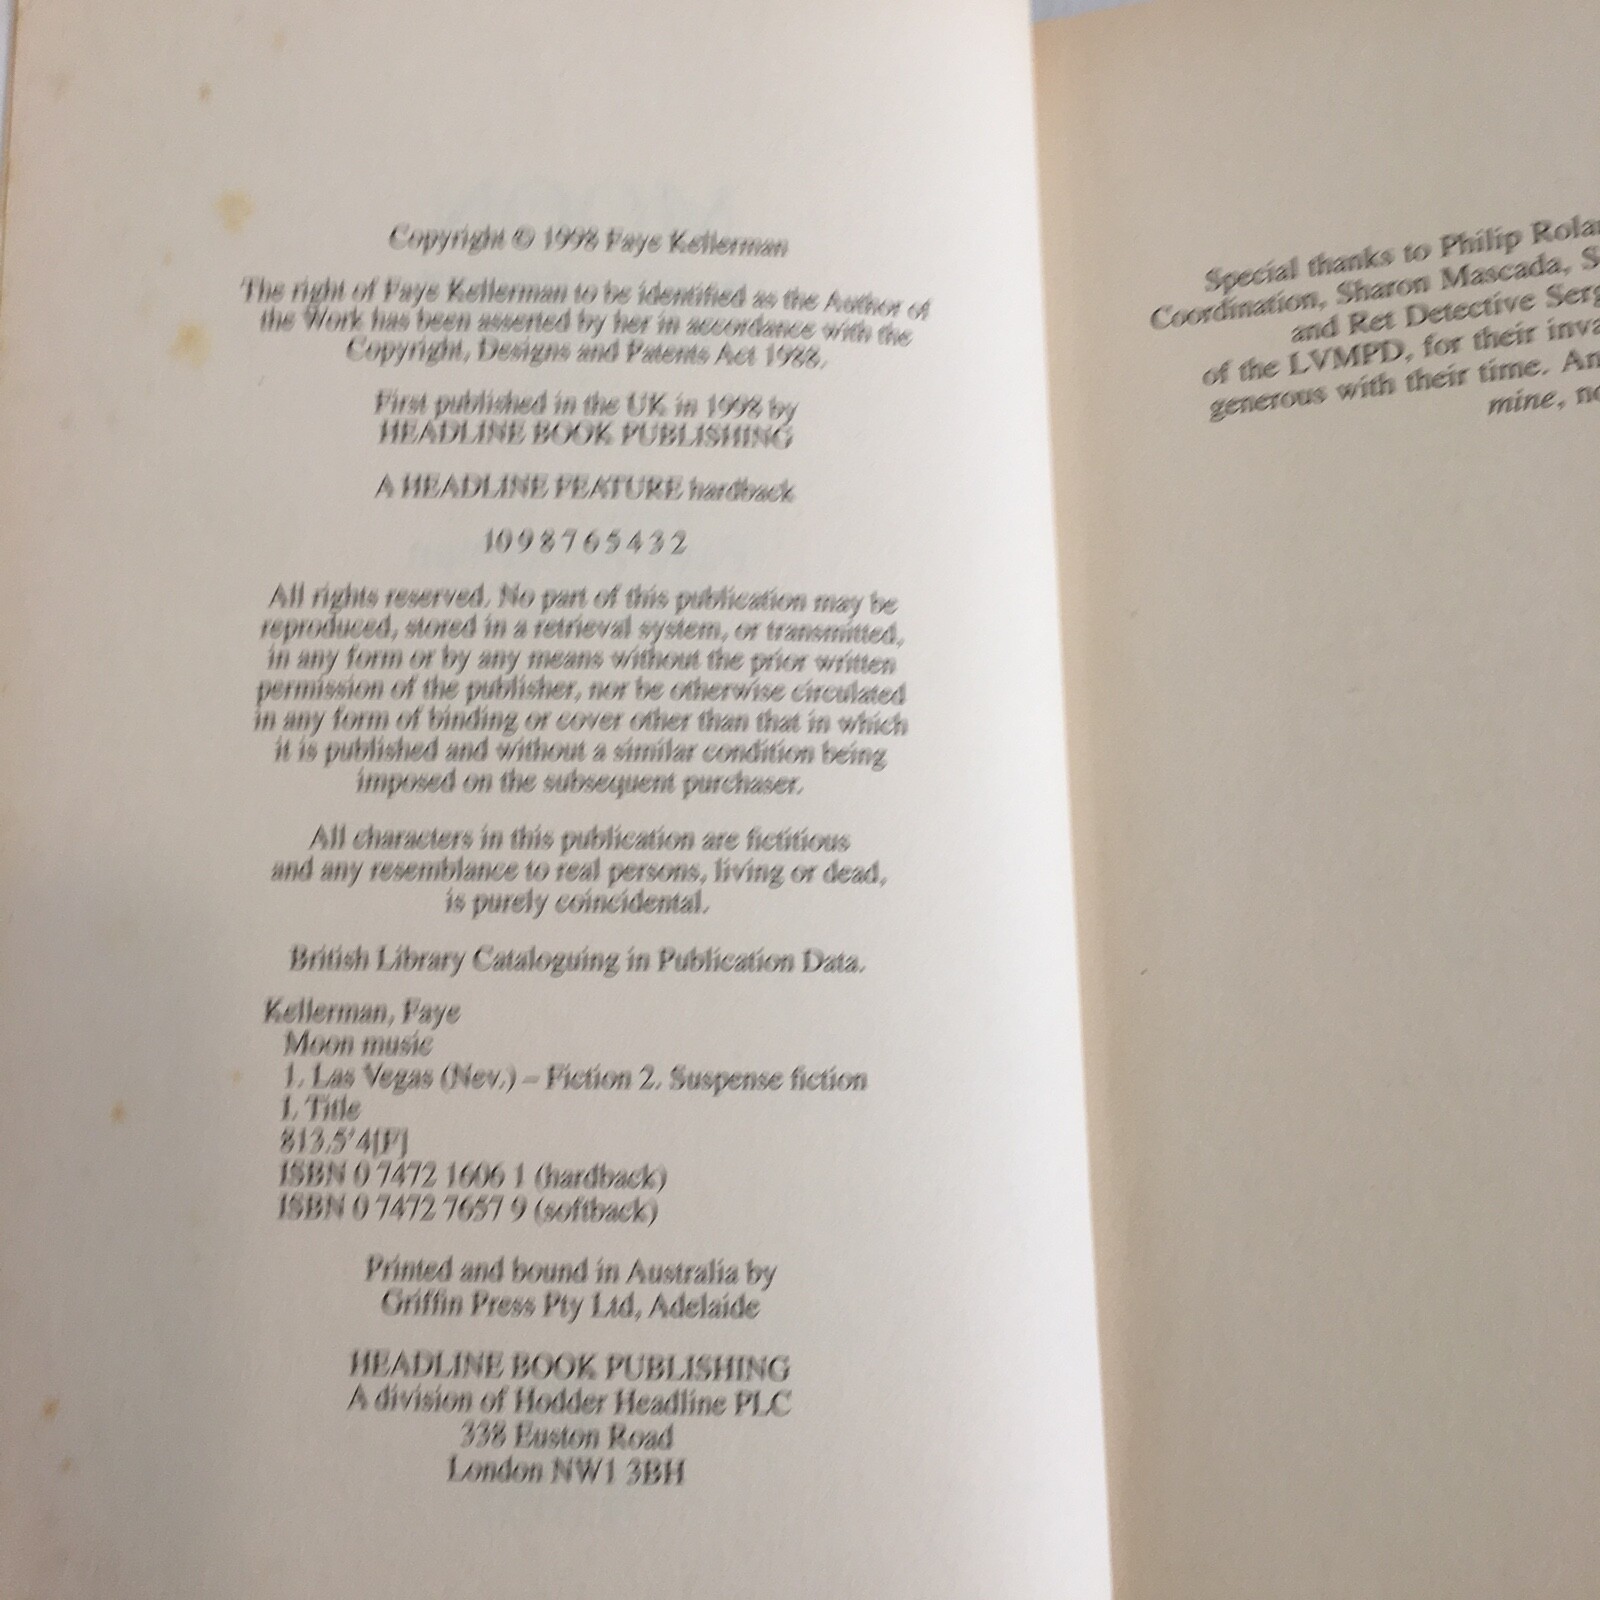 Copyright © 1998 Faye Kellerman
The right of Faye Kellerman to be identified as the Author of
the Work has been asserted by her in accordance with the
Copyright, Designs and Patents Act 1988.
First published in the UK in 1998 by
HEADLINE BOOK PUBLISHING
A HEADLINE FEATURE hardback
10 9 8 7 6 5 4 3 2
All rights reserved. No part of this publication may be
reproduced, stored in a retrieval system, or transmitted,
in any form or by any means without the prior written
permission of the publisher, nor be otherwise circulated
in any form of binding or cover other than that in which
it is published and without a similar condition being
imposed on the subsequent purchaser.
All characters in this publication are fictitious
and any resemblance to real persons, living or dead,
is purely coincidental.
British Library Cataloguing in Publication Data.
Kellerman, Faye
Moon music
1. Las Vegas (Nev.) – Fiction 2. Suspense fiction
I. Title
813.5'4[F]
ISBN 0 7472 1606 1 (hardback)
ISBN 0 7472 7657 9 (softback)
Printed and bound in Australia by
Griffin Press Pty Ltd, Adelaide
HEADLINE BOOK PUBLISHING
A division of Hodder Headline PLC
338 Euston Road
London NW1 3BH
Special thanks to Philip
Coordination, Sharon Mascada,
and Ret Detective
of the LVMPD, for their
generous with their time.
mine,